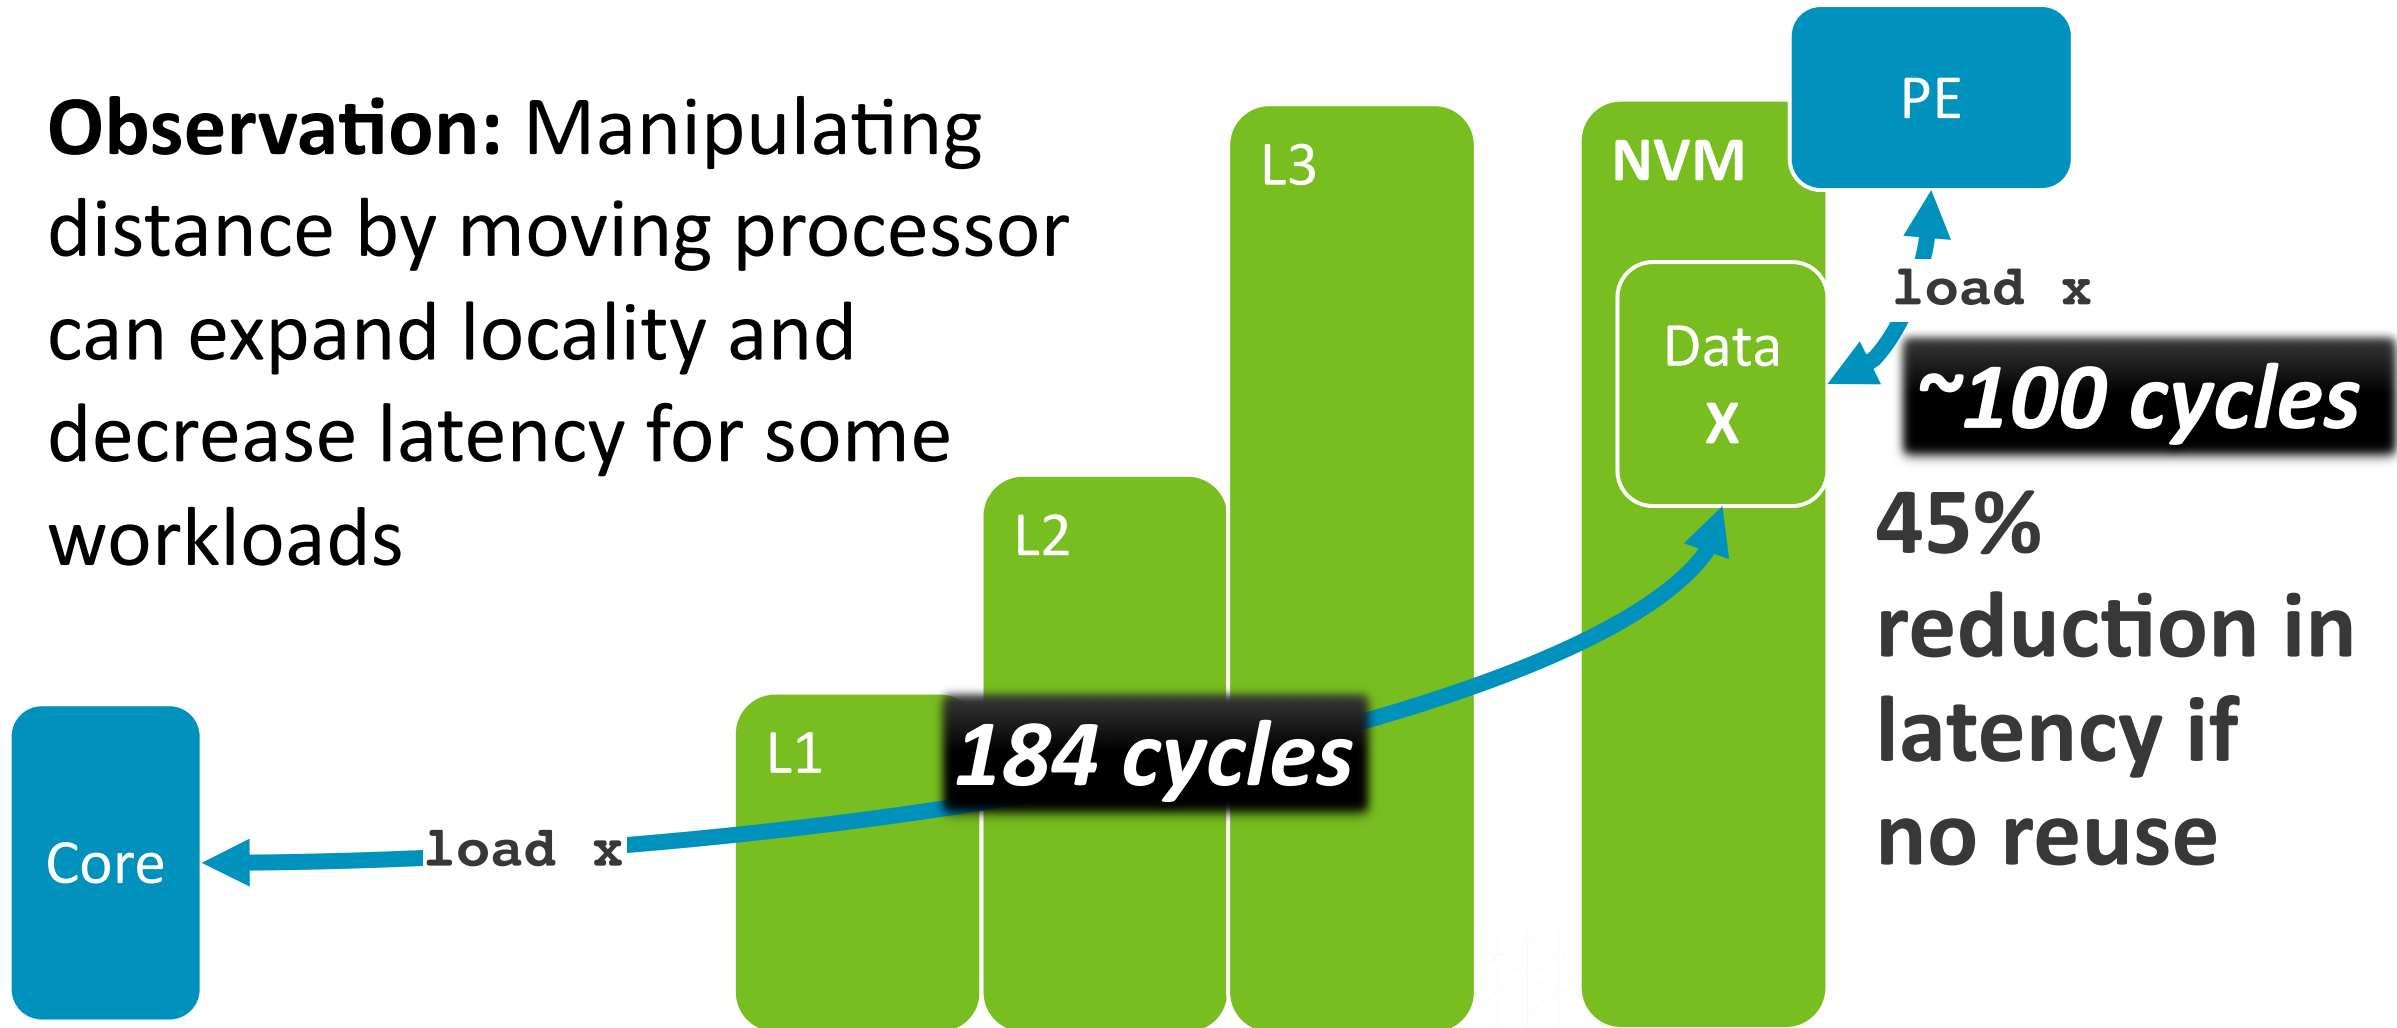 Observation: Manipulating
distance by moving processor
can expand locality and
decrease latency for some
workloads
PE
L3
NVM
load x
Data
X
~100 cycles
45%
reduction in
latency if
no reuse
L2
L1
184 cycles
load x
Core